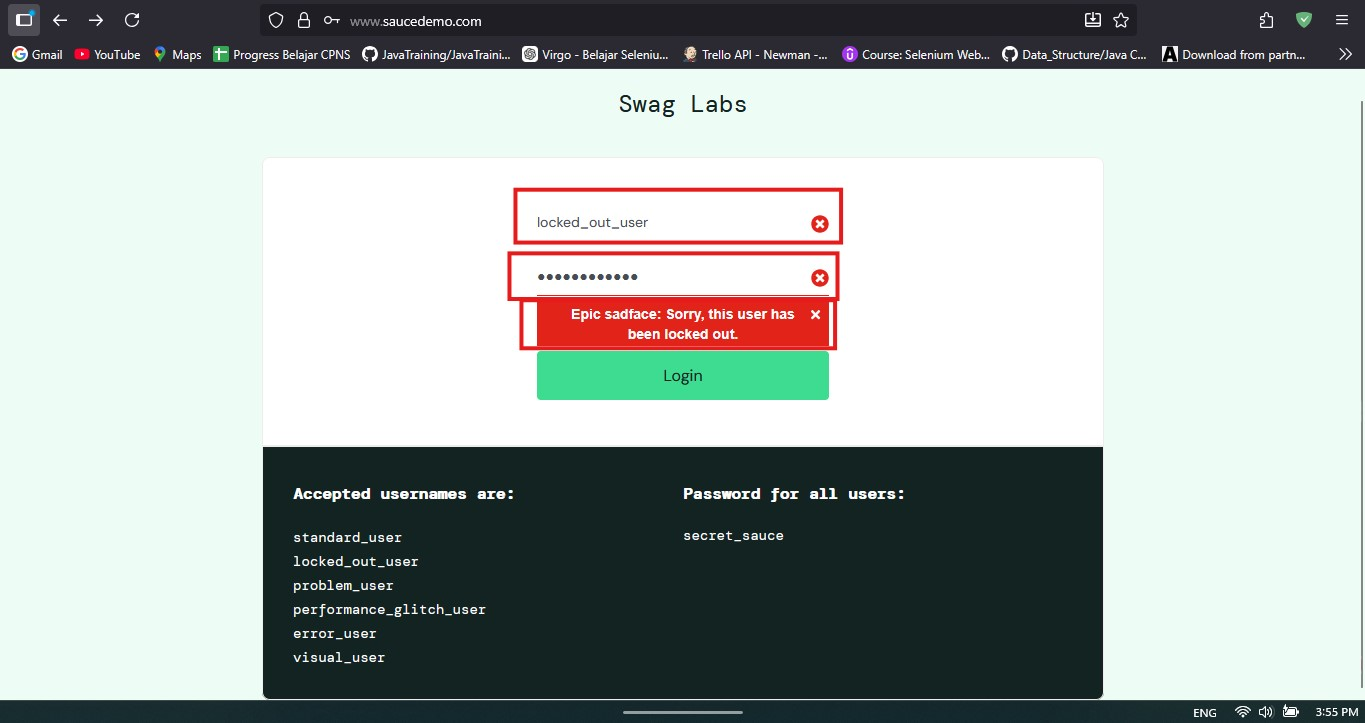 www.saucedemo.com
Gmail YouTube Maps Progress Belajar CPNS JavaTraining/JavaTraini... Virgo - Belajar Seleniu... Trello API - Newman -... Course: Selenium Web... Data_Structure/Java C... Download from partn...
Swag Labs
locked_out_user
Epic sadface: Sorry, this user has
been locked out.
Login
Accepted usernames are:
standard_user
locked_out_user
problem_user
performance_glitch_user
error_user
visual_user
Password for all users:
secret_sauce
ENG 3:55 PM